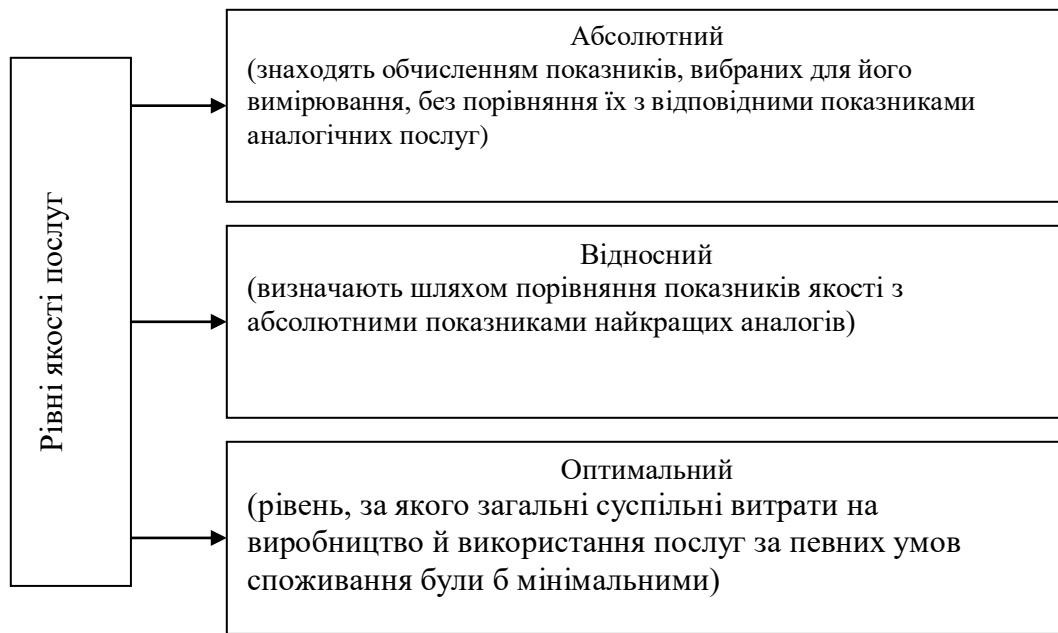 Рівні якості послуг
Абсолютний
(знаходять обчисленням показників, вибраних для його
вимірювання, без порівняння їх з відповідними показниками
аналогічних послуг)
Відносний
(визначають шляхом порівняння показників якості з
абсолютними показниками найкращих аналогів)
Оптимальний
(рівень, за якого загальні суспільні витрати на
виробництво й використання послуг за певних умов
споживання були б мінімальними)